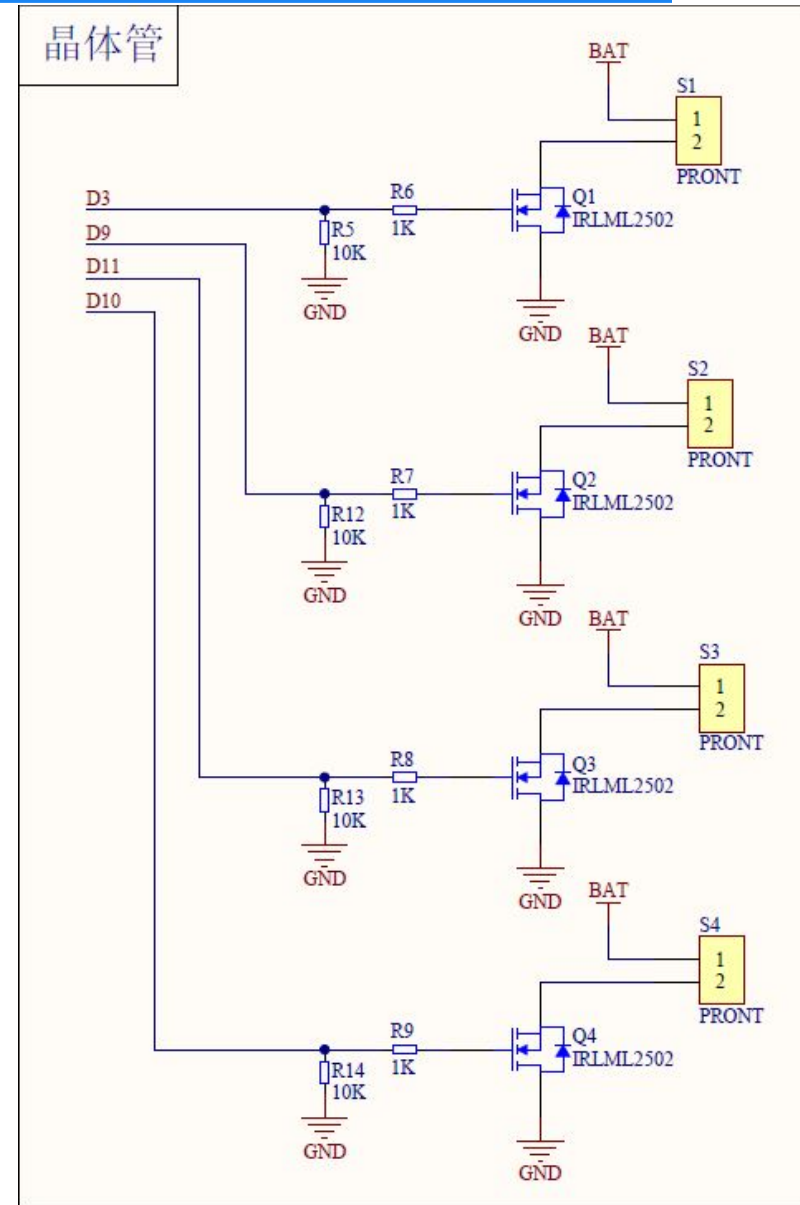 晶体管
BAT
S1
1
2
PRONT
D3
D9
D11
D10
R6
1K
R5
10K
GND
Q1
IRLML2502
GND
BAT
S2
1
2
PRONT
R7
1K
R12
10K
GND
Q2
IRLML2502
GND
BAT
S3
1
2
PRONT
R8
1K
R13
10K
GND
Q3
IRLML2502
GND
BAT
S4
1
2
PRONT
R9
1K
R14
10K
GND
Q4
IRLML2502
GND